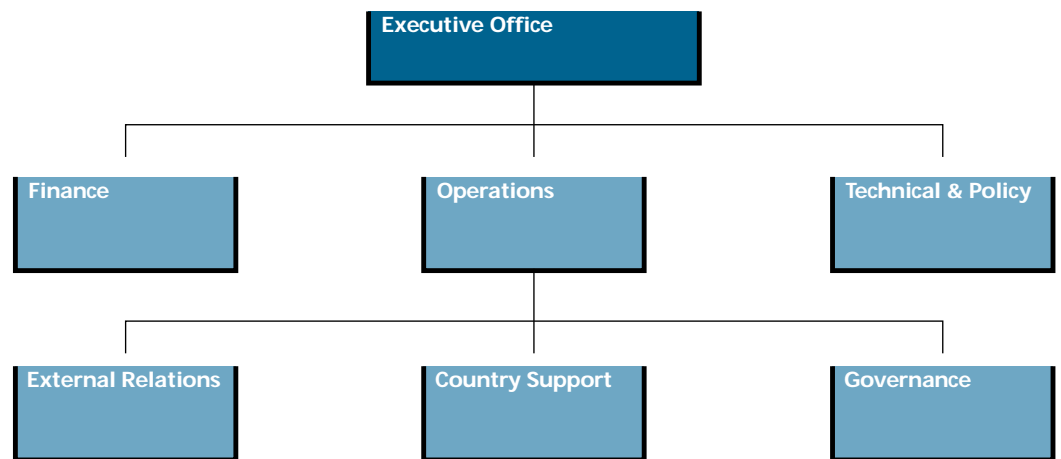 Executive Office
Finance
Operations
Technical & Policy
External Relations
Country Support
Governance